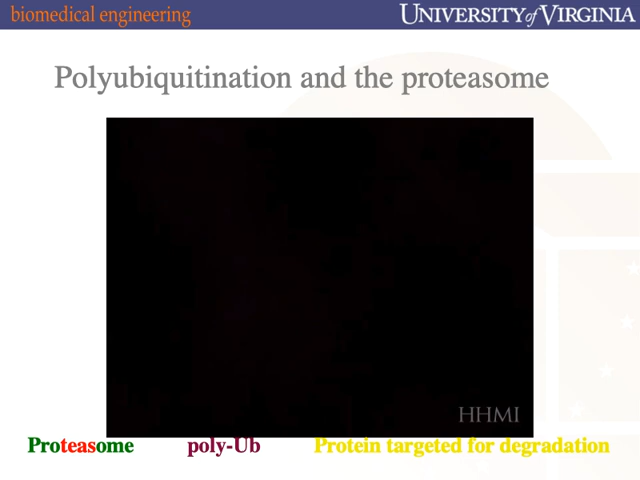 biomedical engineering
UNIVERSITY of VIRGINIA
Polyubiquitination and the proteasome
HHMI
Proteasome poly-Ub Protein targeted for degradation